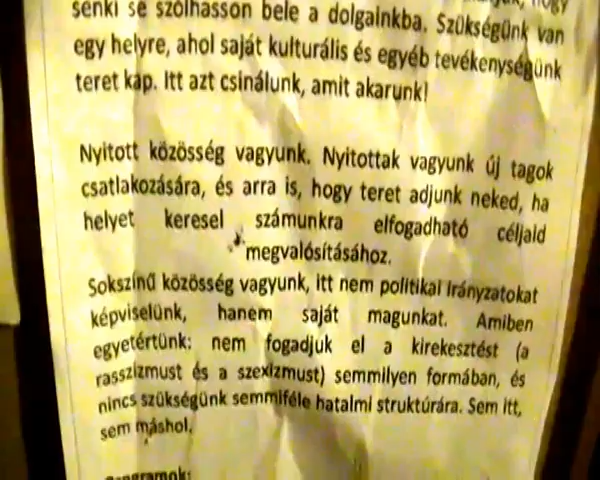 hogy
senki se szólhasson bele a dolgainkba. Szükségünk van
egy helyre, ahol saját kulturális és egyéb tevékenységünk
teret kap. Itt azt csinálunk, amit akarunk!
Nyitott közösség vagyunk. Nyitottak vagyunk új tagok
csatlakozására, és arra is, hogy teret adjunk neked, ha
helyet keresel számunkra elfogadható céljaid
megvalósításához.
Sokszínű közösség vagyunk, itt nem politikai irányzatokat
képviselünk, hanem saját magunkat. Amiben
egyetértünk: nem fogadjuk el a kirekesztést (a
rasszizmust és a szexizmust) semmilyen formában, és
nincs szükségünk semmiféle hatalmi struktúrára. Sem itt,
sem máshol.